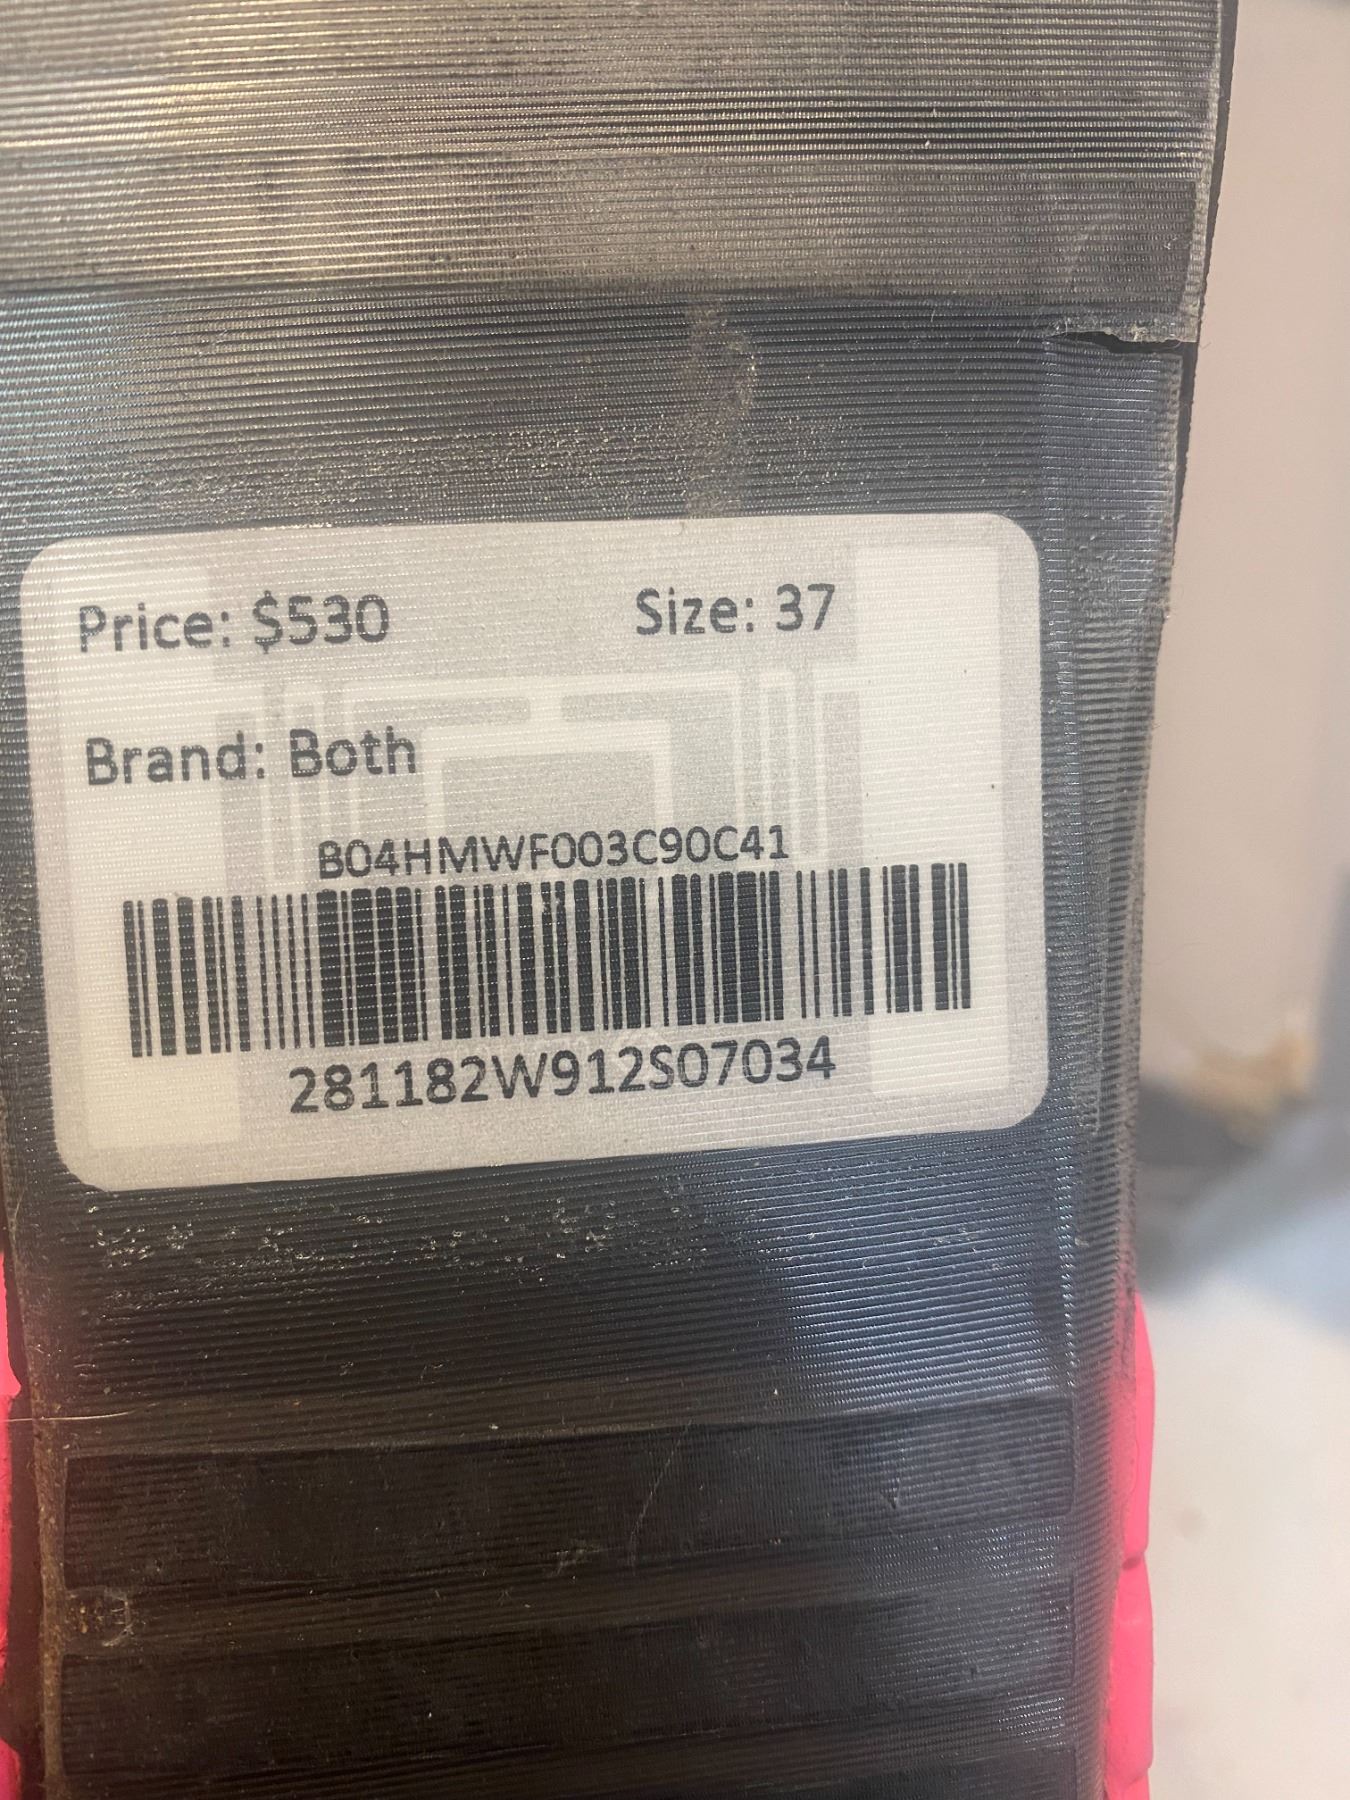 Price: $530 Size: 37
Brand: Both
B04HMWF003C90C41
281182W912S07034